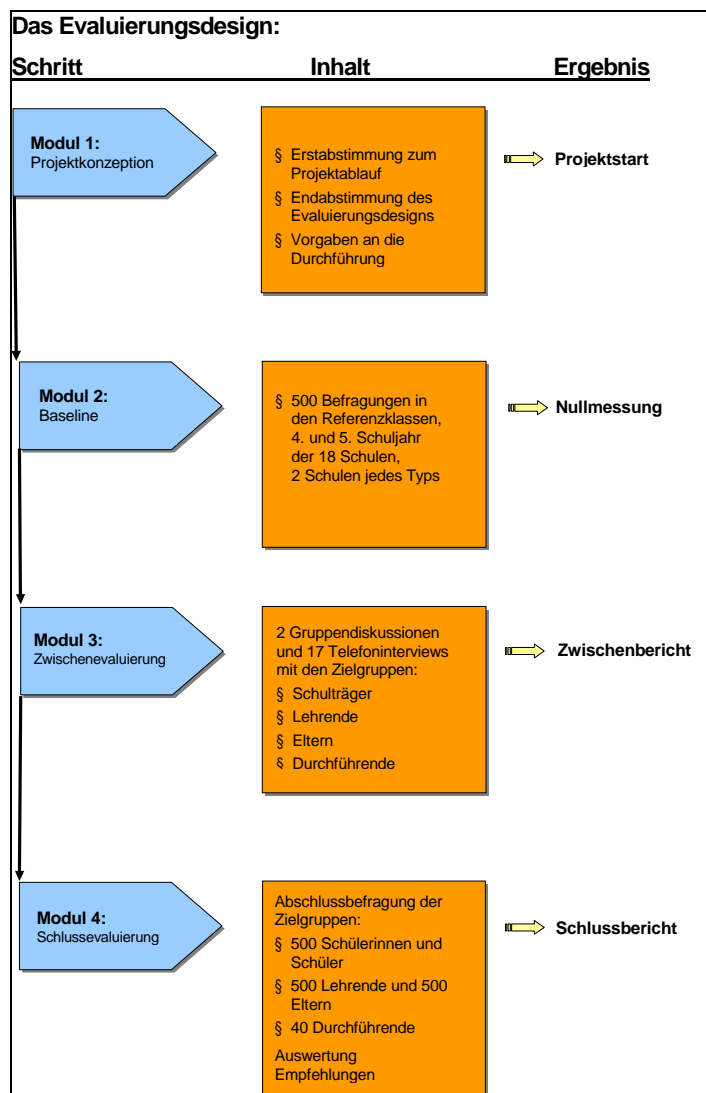 Das Evaluierungsdesign:
Schritt Inhalt Ergebnis
Modul 1:
Projektkonzeption
§ Erstabstimmung zum
Projektablauf
§ Endabstimmung des
Evaluierungsdesigns
§ Vorgaben an die
Durchführung
Projektstart
Modul 2:
Baseline
§ 500 Befragungen in
den Referenzklassen,
4. und 5. Schuljahr
der 18 Schulen,
2 Schulen jedes Typs
Nullmessung
Modul 3:
Zwischenevaluierung
2 Gruppendiskussionen
und 17 Telefoninterviews
mit den Zielgruppen:
§ Schulträger
§ Lehrende
§ Eltern
§ Durchführende
Zwischenbericht
Modul 4:
Schlussevaluierung
Abschlussbefragung der
Zielgruppen:
§ 500 Schülerinnen und
Schüler
§ 500 Lehrende und 500
Eltern
§ 40 Durchführende
Auswertung
Empfehlungen
Schlussbericht